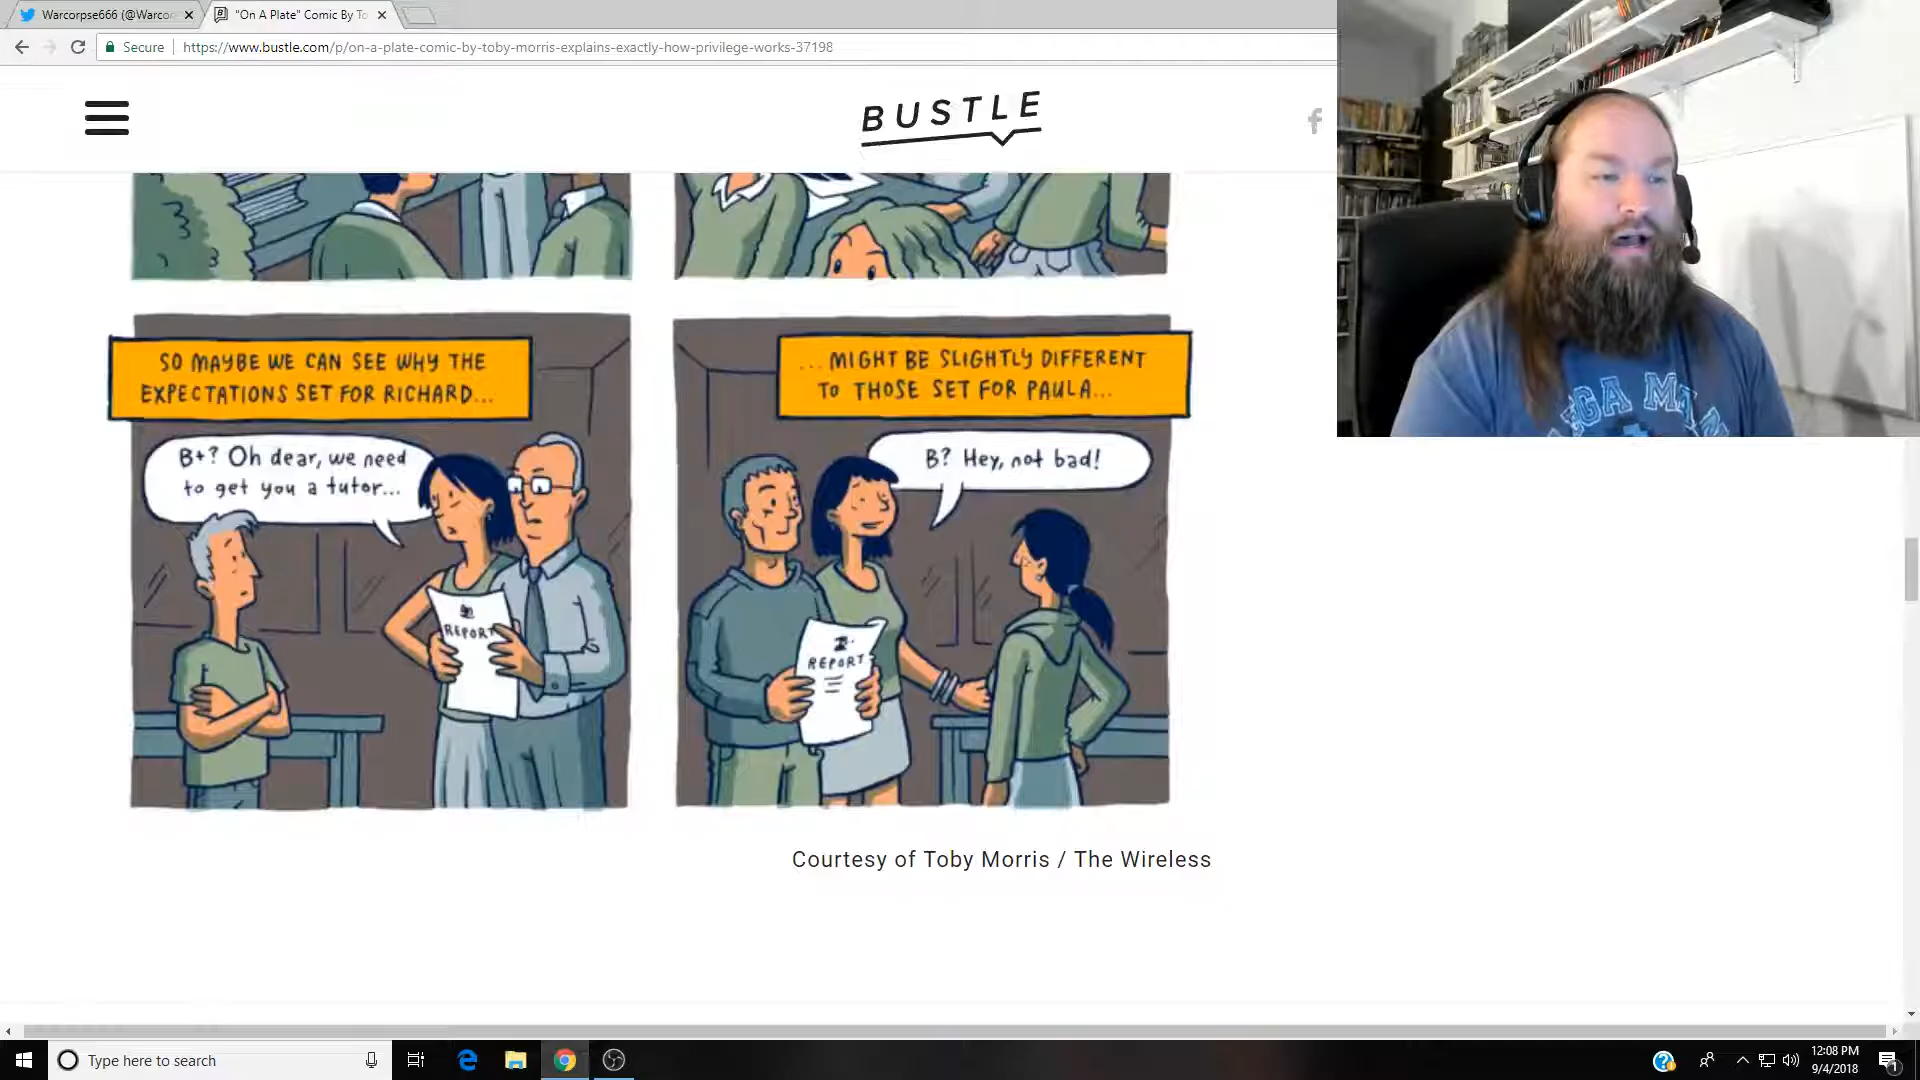 Warcorpse666 (@Warco
"On A Plate" Comic By To
Secure
https://www.bustle.com/p/on-a-plate-comic-by-toby-morris-explains-exactly-how-privilege-works-37198
BUSTLE
SO MAYBE WE CAN SEE WHY THE
EXPECTATIONS SET FOR RICHARD...
...MIGHT BE SLIGHTLY DIFFERENT
TO THOSE SET FOR PAULA...
B+? Oh dear, we need
to get you a tutor...
B? Hey, not bad!
REPORT
REPORT
Courtesy of Toby Morris / The Wireless
MEGA MAN
Type here to search
12:08 PM
9/4/2018